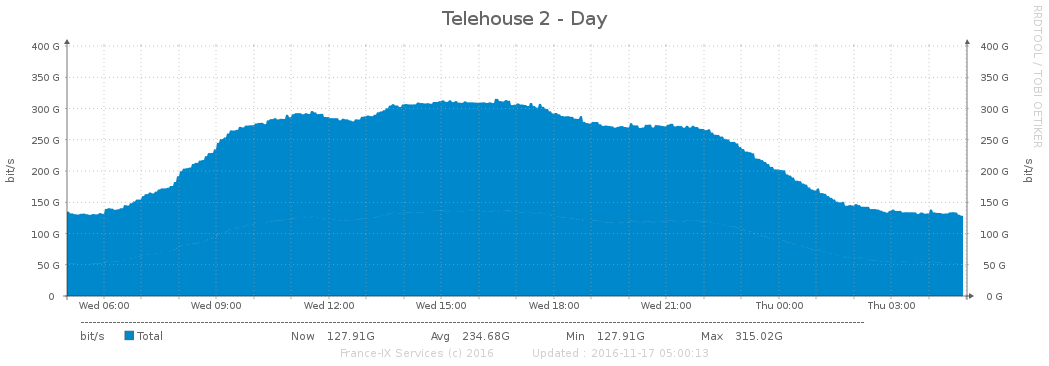 Telehouse 2 - Day
RRDTOOL / TOBI OETIKER
400 G 400 G
350 G 350 G
300 G 300 G
250 G 250 G
200 G 200 G
150 G 150 G
100 G 100 G
50 G 50 G
0 0 G
bit/s bit/s
Wed 06:00 Wed 09:00 Wed 12:00 Wed 15:00 Wed 18:00 Wed 21:00 Thu 00:00 Thu 03:00
bit/s Total Now 127.91G Avg 234.68G Min 127.91G Max 315.02G
France-IX Services (c) 2016 Updated : 2016-11-17 05:00:13